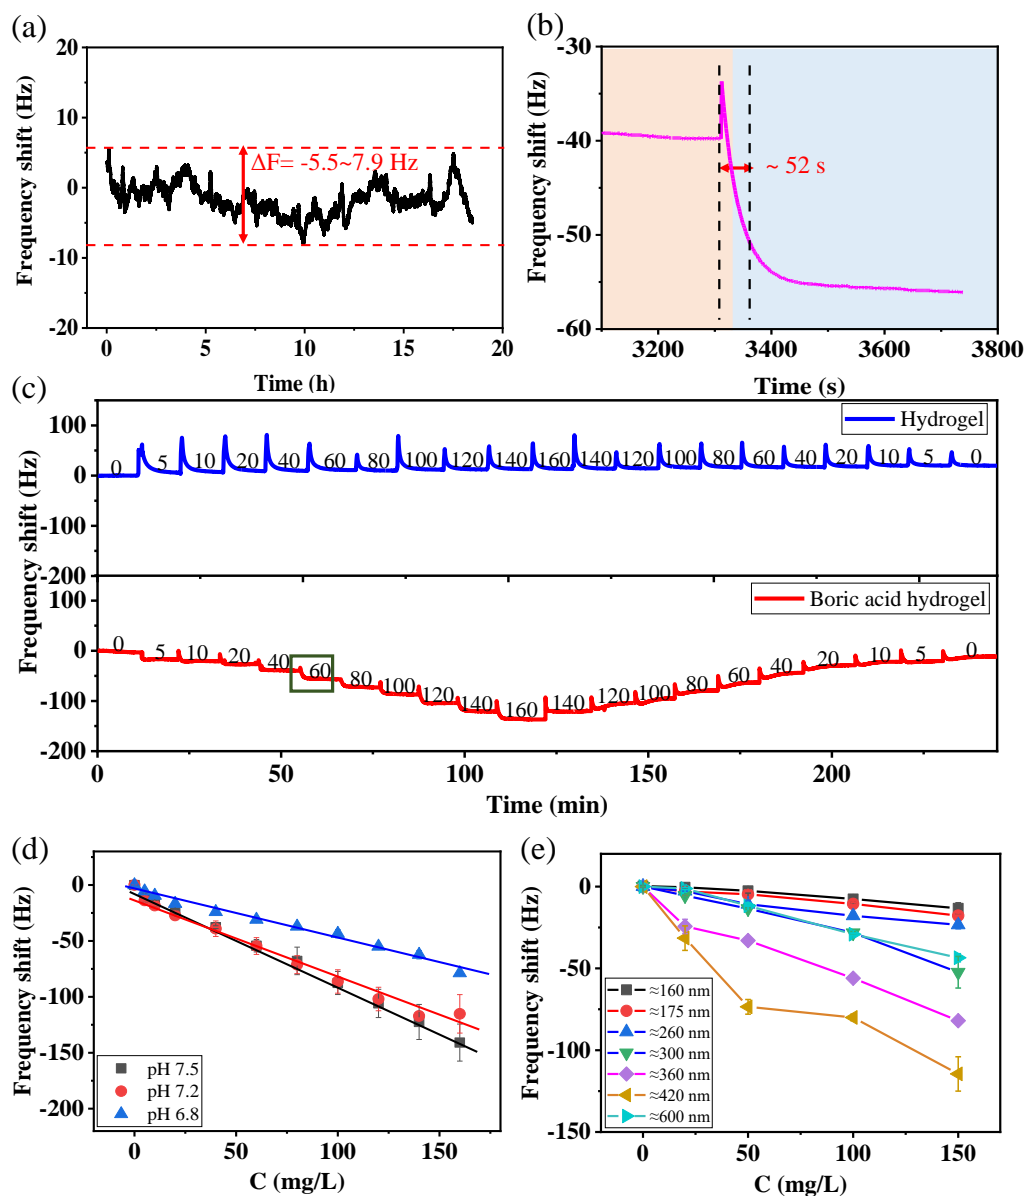 (a)
20
10
0
-10
-20
Frequency shift (Hz)
ΔF= -5.5~7.9 Hz
0 5 10 15 20
Time (h)
(b)
-30
-40
-50
-60
Frequency shift (Hz)
~ 52 s
3200 3400 3600 3800
Time (s)
(c)
100
0
-100
-200
Hydrogel
0 5 10 20 40 60 80 100 120 160 140 120 100 80 60 40 20 10 5 0
Frequency shift (Hz)
100
0
-100
-200
Boric acid hydrogel
0 5 10 20 40 60 80 100 120 140 160 140 120 100 80 60 40 20 10 5 0
0 50 100 150 200
Time (min)
(d)
0
-50
-100
-150
-200
Frequency shift (Hz)
pH 7.5
pH 7.2
pH 6.8
0 50 100 150
C (mg/L)
(e)
0
-50
-100
-150
Frequency shift (Hz)
≈160 nm
≈175 nm
≈260 nm
≈300 nm
≈360 nm
≈420 nm
≈600 nm
0 50 100 150
C (mg/L)